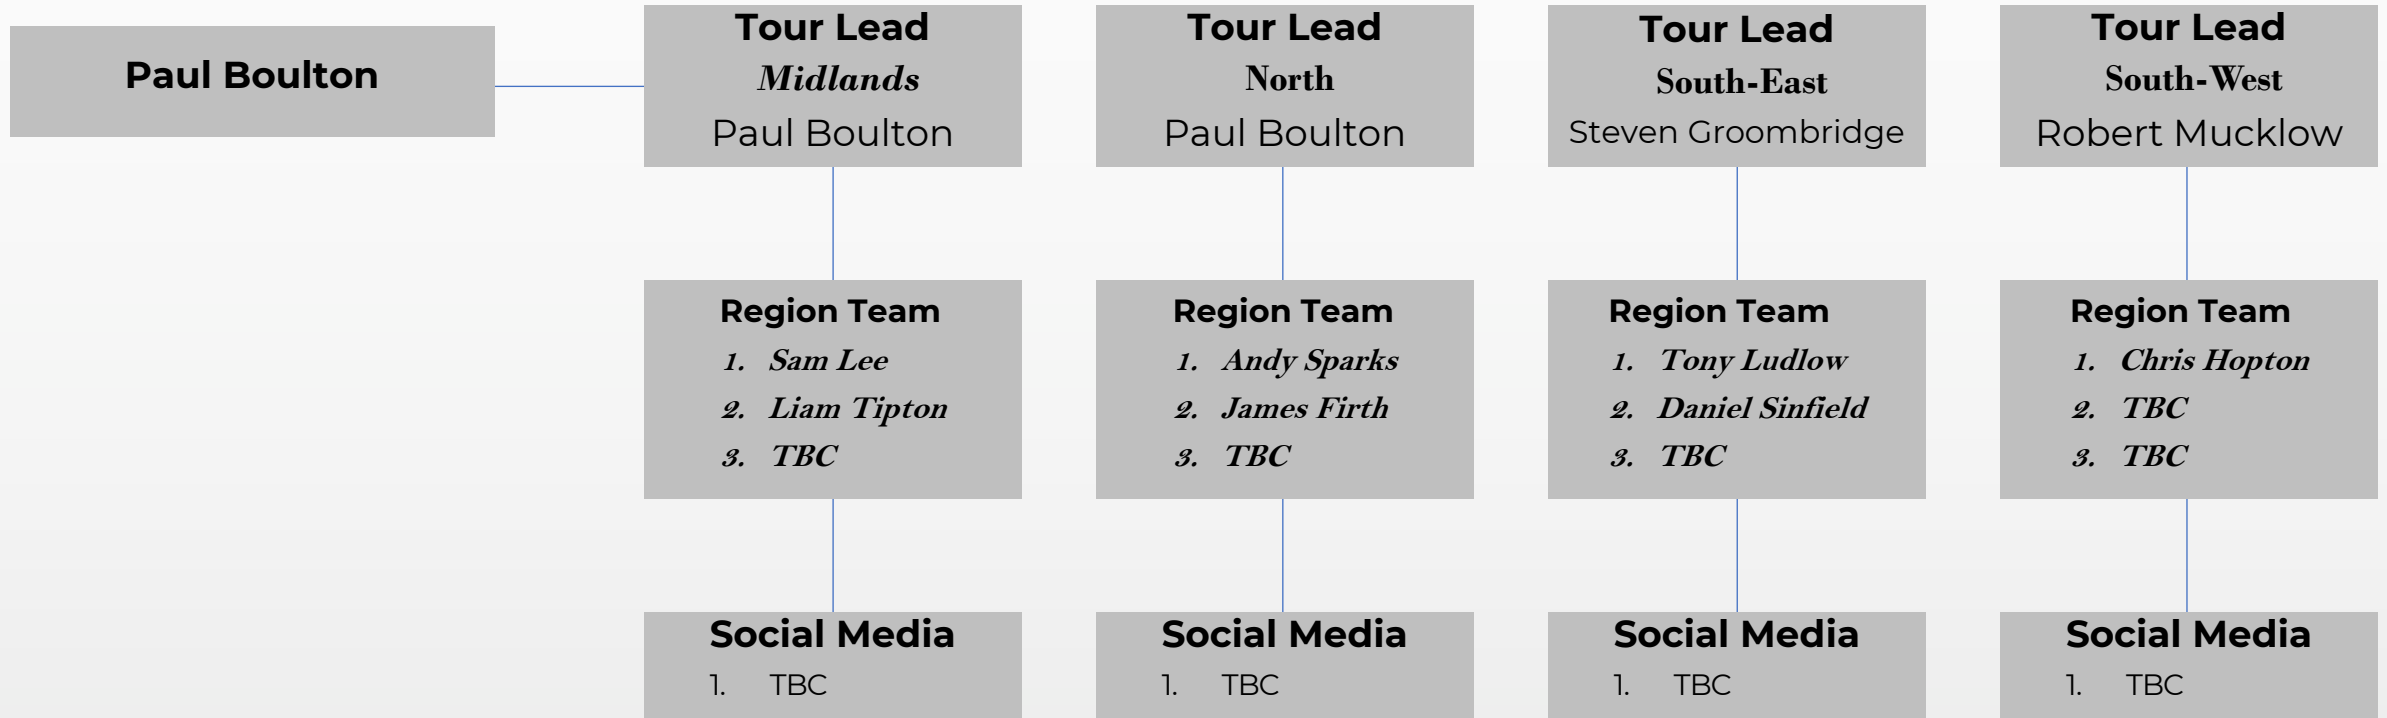 Paul Boulton
Tour Lead
Midlands
Paul Boulton
Tour Lead
North
Paul Boulton
Tour Lead
South-East
Steven Groombridge
Tour Lead
South-West
Robert Mucklow
Region Team
1. Sam Lee
2. Liam Tipton
3. TBC
Region Team
1. Andy Sparks
2. James Firth
3. TBC
Region Team
1. Tony Ludlow
2. Daniel Sinfield
3. TBC
Region Team
1. Chris Hopton
2. TBC
3. TBC
Social Media
1. TBC
Social Media
1. TBC
Social Media
1. TBC
Social Media
1. TBC